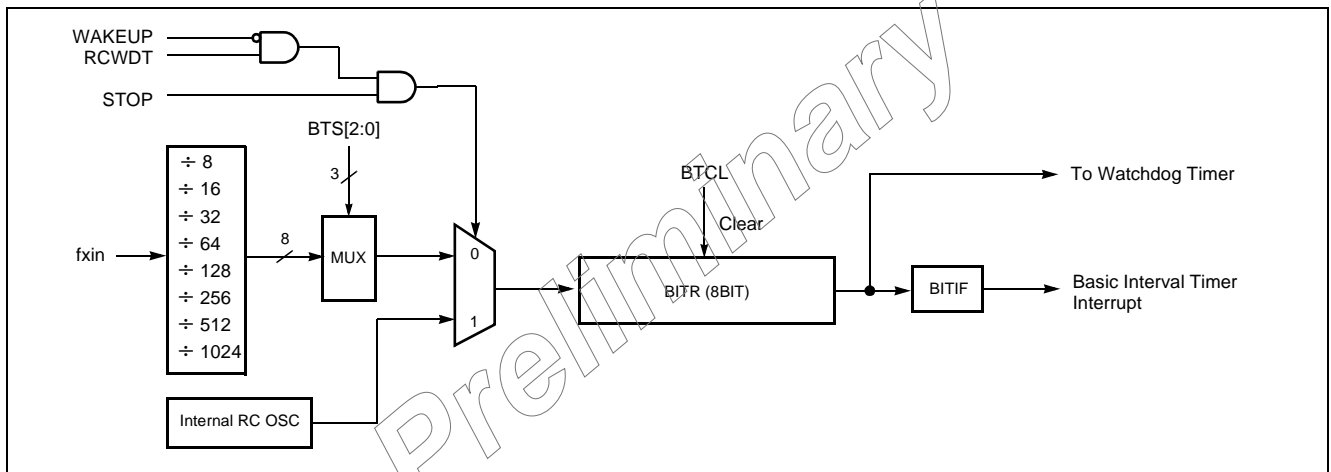 WAKEUP
RCWDT
STOP
BTS[2:0]
3
÷ 8
÷ 16
÷ 32
÷ 64
÷ 128
÷ 256
÷ 512
÷ 1024
fxin
8
MUX
0
1
Internal RC OSC
BTCL
Clear
BITR (8BIT)
To Watchdog Timer
BITIF
Basic Interval Timer
Interrupt
Preliminary